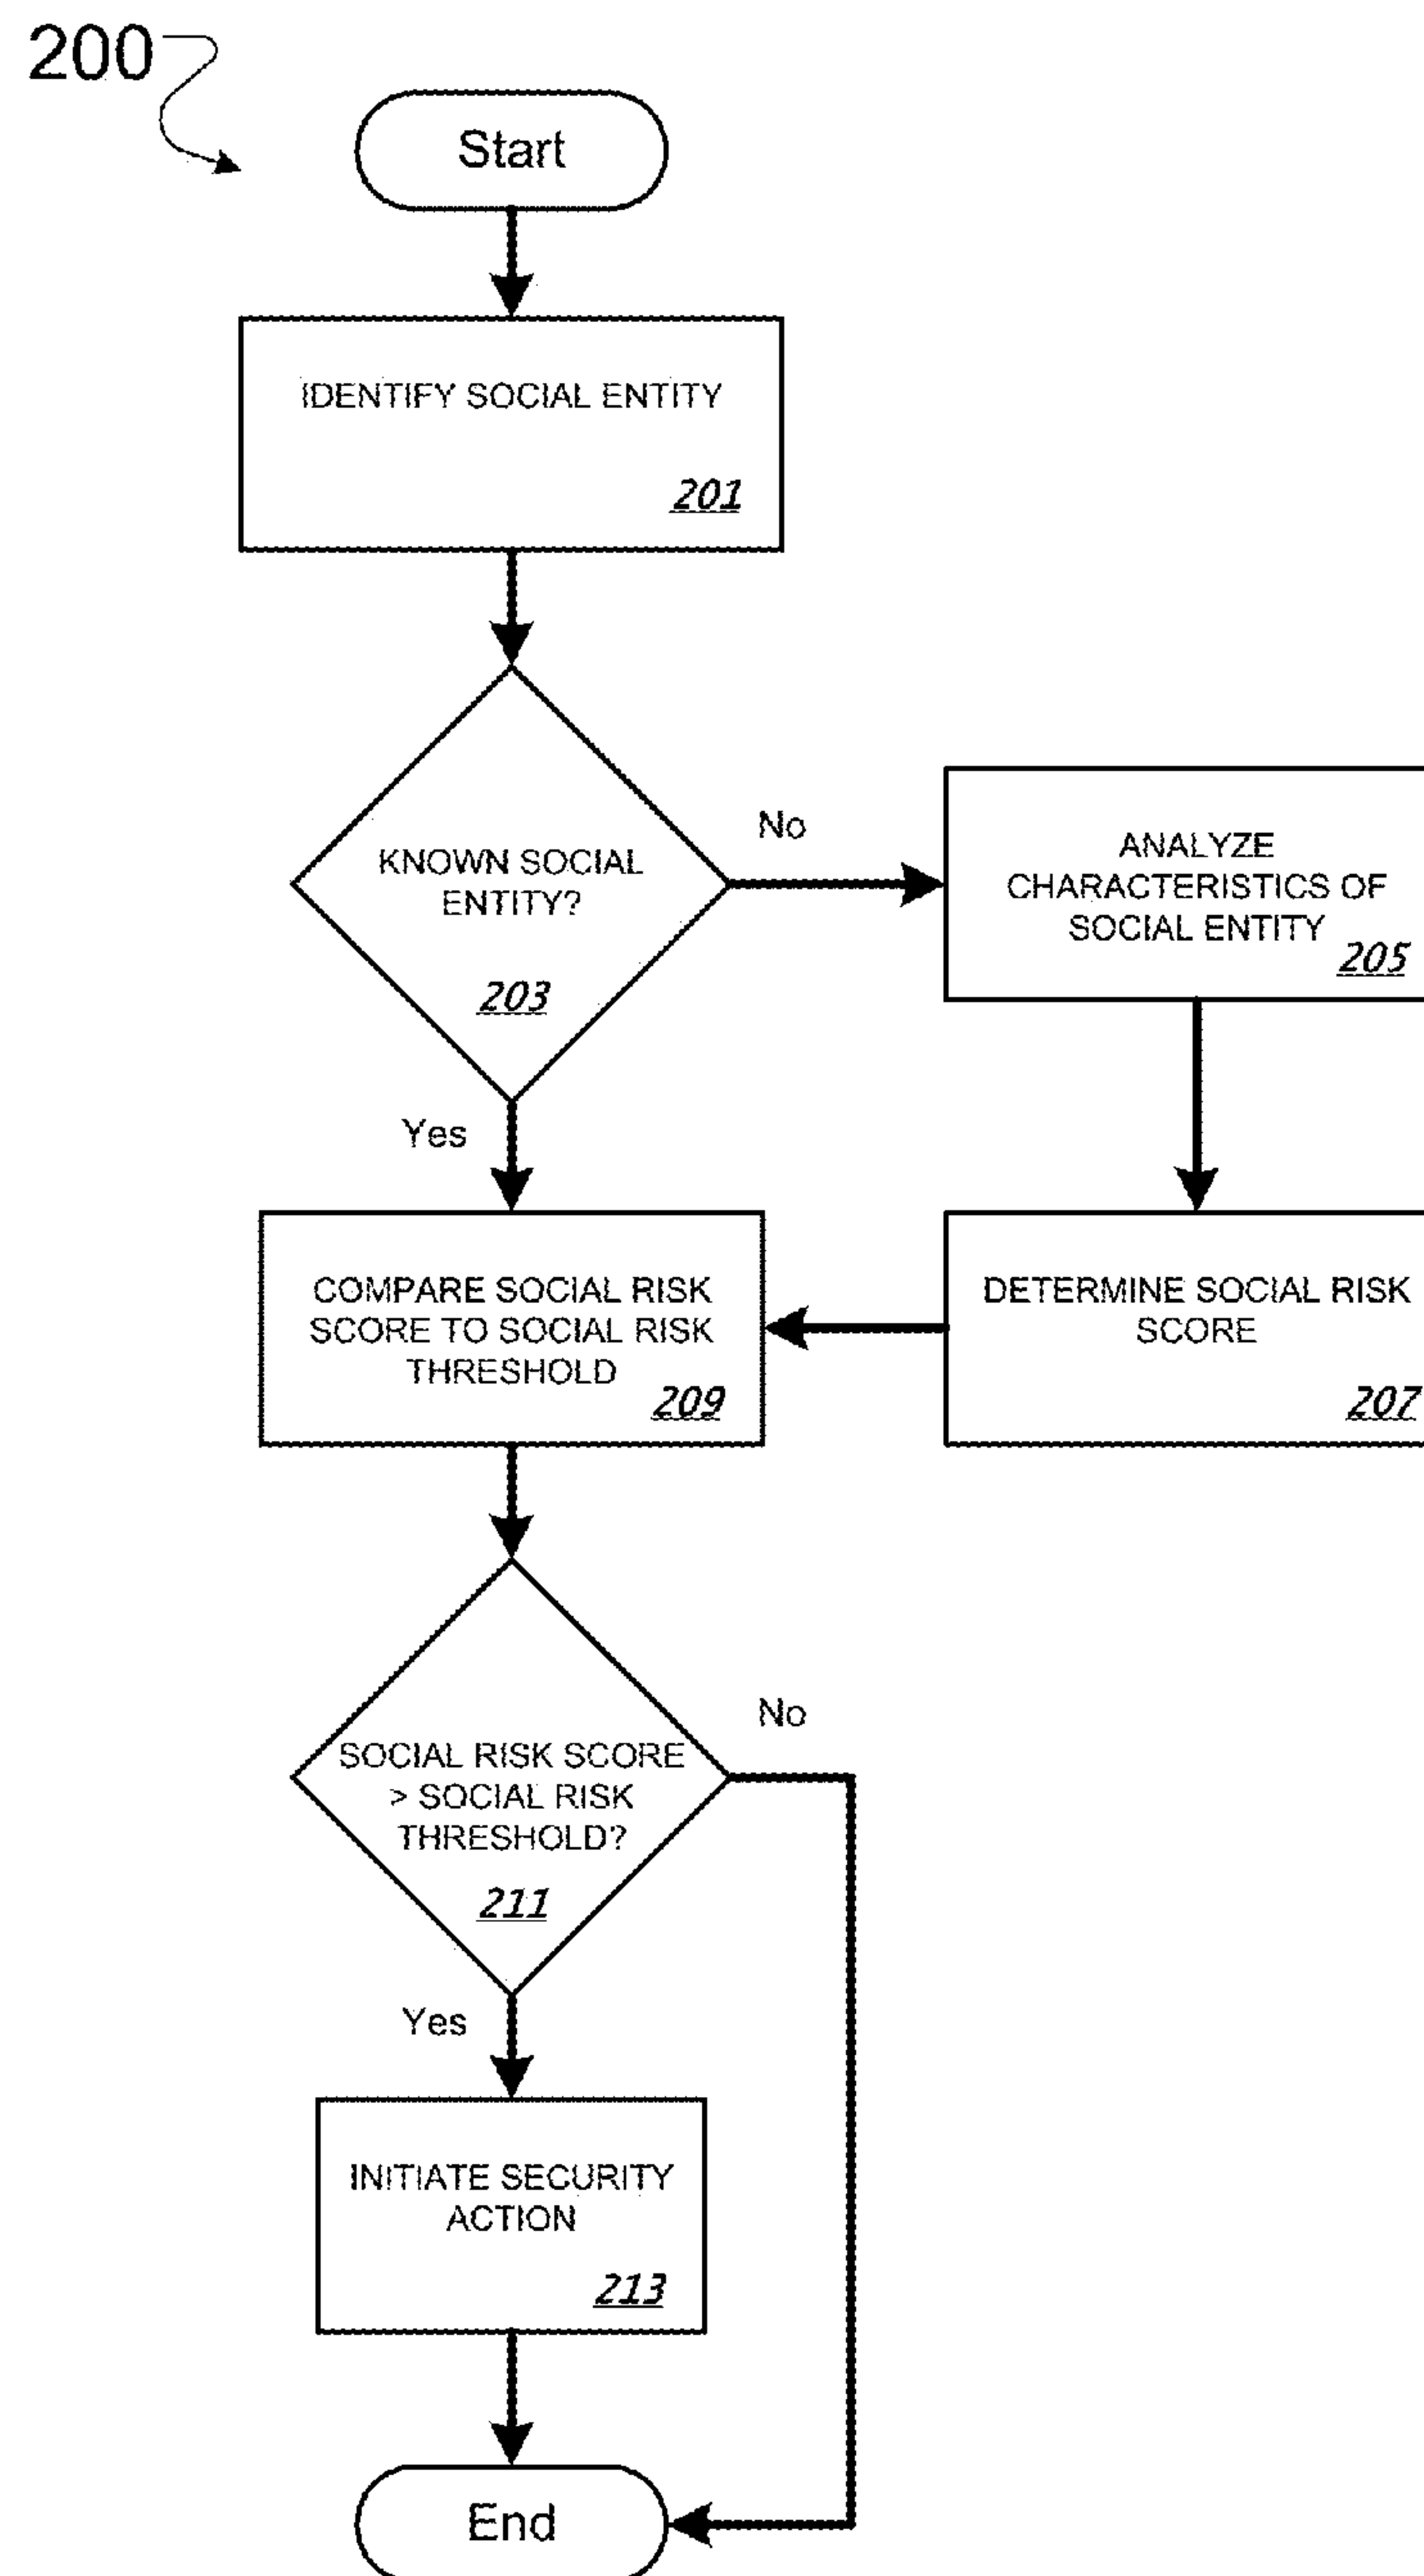 200
Start
IDENTIFY SOCIAL ENTITY
201
KNOWN SOCIAL
ENTITY?
203
No
ANALYZE
CHARACTERISTICS OF
SOCIAL ENTITY
205
Yes
COMPARE SOCIAL RISK
SCORE TO SOCIAL RISK
THRESHOLD
209
DETERMINE SOCIAL RISK
SCORE
207
SOCIAL RISK SCORE
> SOCIAL RISK
THRESHOLD?
211
No
Yes
INITIATE SECURITY
ACTION
213
End